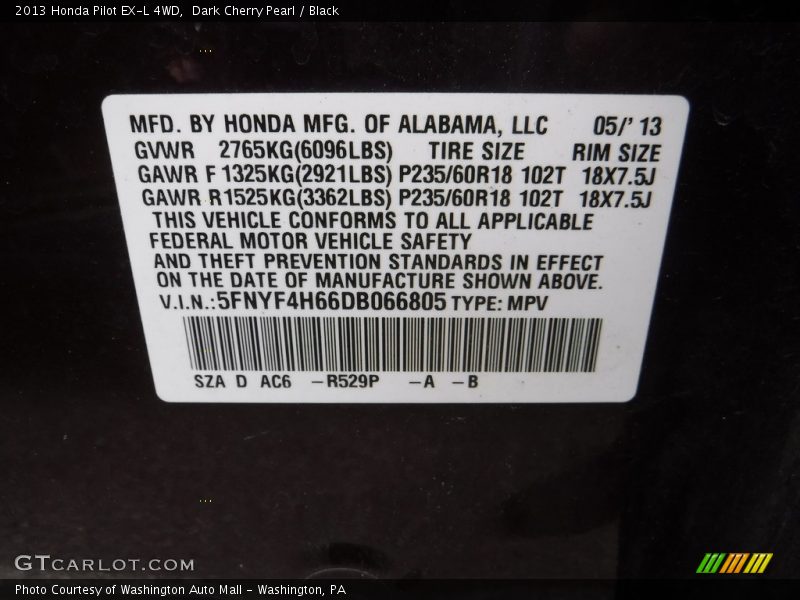 2013 Honda Pilot EX-L 4WD,  Dark Cherry Pearl / Black
MFD. BY HONDA MFG. OF ALABAMA, LLC 05/' 13
GVWR 2765KG(6096LBS) TIRE SIZE RIM SIZE
GAWR F 1325KG(2921LBS) P235/60R18 102T 18X7.5J
GAWR R 1525KG(3362LBS) P235/60R18 102T 18X7.5J
THIS VEHICLE CONFORMS TO ALL APPLICABLE
FEDERAL MOTOR VEHICLE SAFETY
AND THEFT PREVENTION STANDARDS IN EFFECT
ON THE DATE OF MANUFACTURE SHOWN ABOVE.
V.I.N.: 5FNYF4H66DB066805 TYPE: MPV
SZA D AC6 -R529P -A -B
GTCARLOT.COM
Photo Courtesy of Washington Auto Mall - Washington, PA